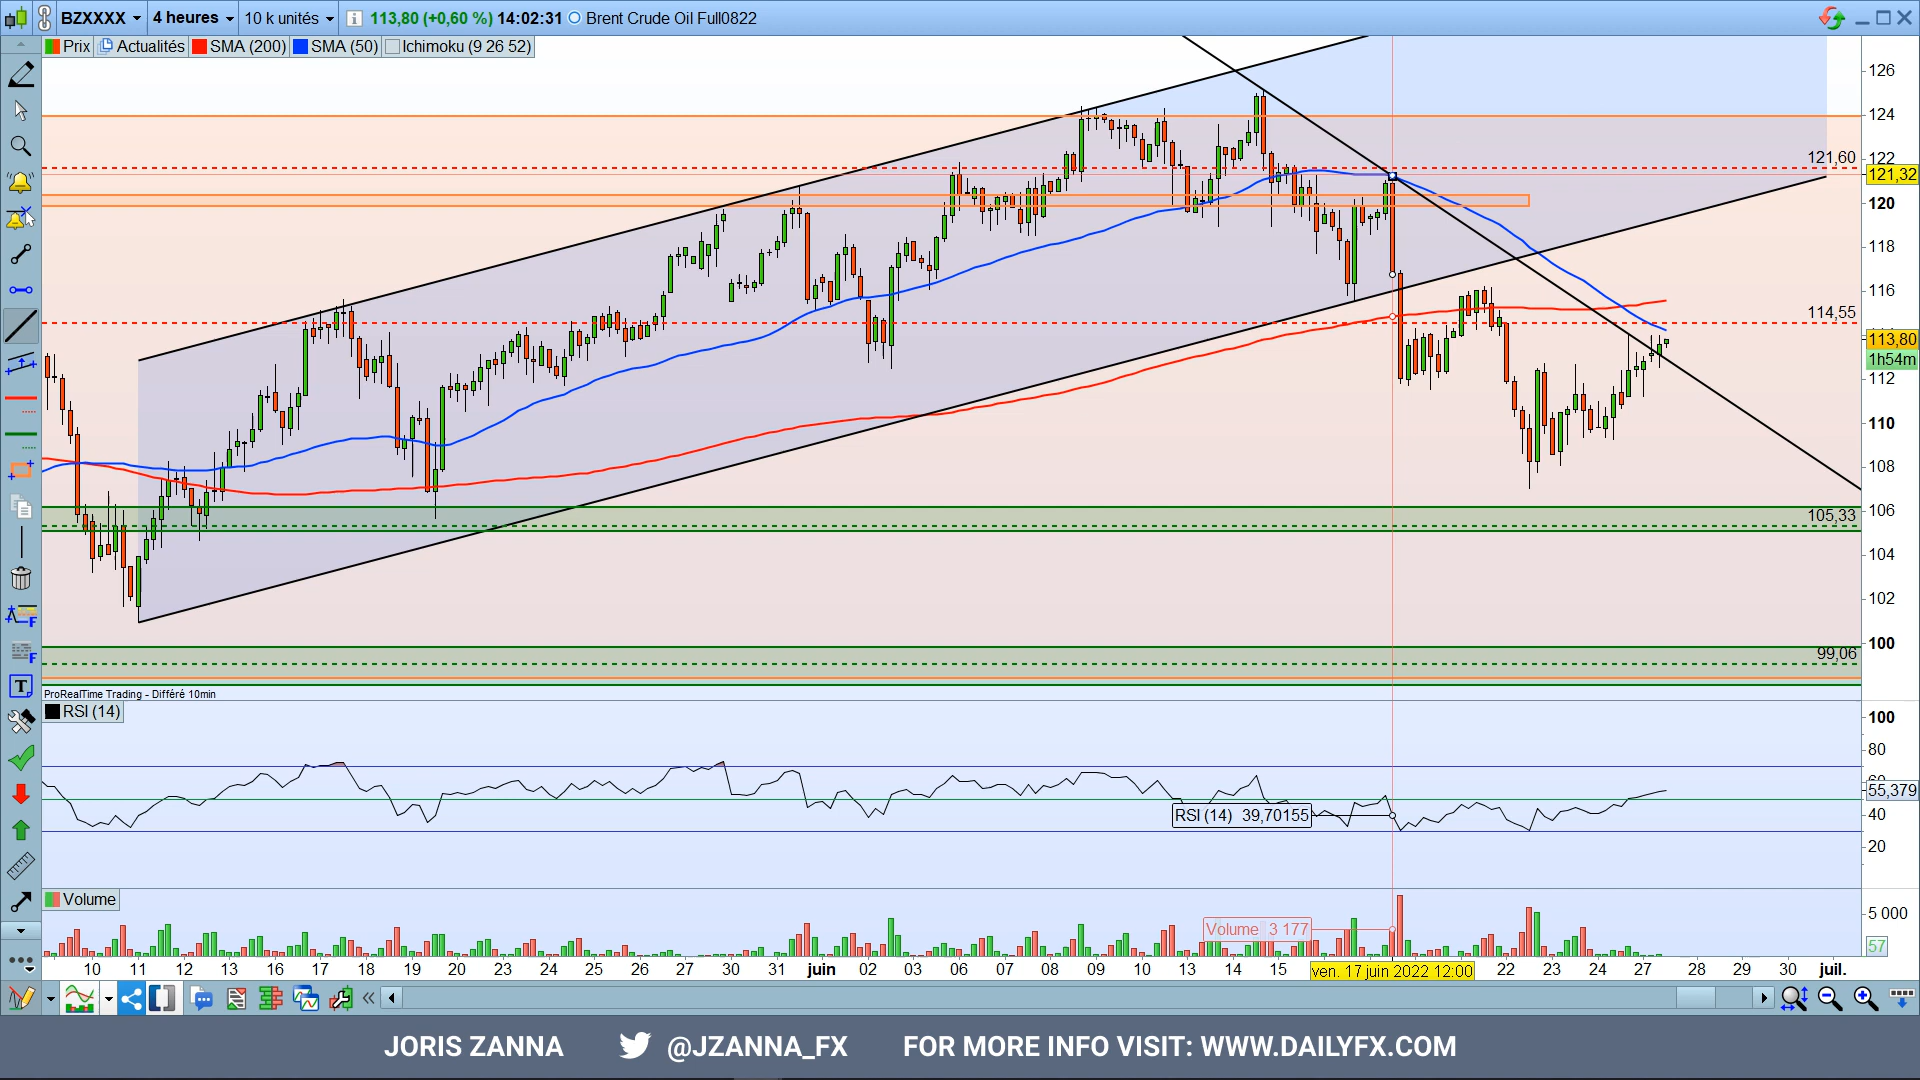 BZXXXX 4 heures 10 k unités 113,80 (+0,60 %) 14:02:31 Brent Crude Oil Full0822
Prix Actualités SMA (200) SMA (50) Ichimoku (9 26 52)
126
124
122
121,60
121,32
120
118
116
114,55
113,80
1h54m
112
110
108
106
105,33
104
102
100
99,06
ProRealTime Trading - Différé 10min
RSI (14)
100
80
60
55,379
40
20
RSI (14) 39,70155
Volume
Volume 3 177
5 000
57
10 11 12 13 16 17 18 19 20 23 24 25 26 27 30 31 juin 02 03 06 07 08 09 10 13 14 15 ven. 17 juin 2022 12:00 22 23 24 27 28 29 30 juil.
JORIS ZANNA @JZANNA_FX FOR MORE INFO VISIT: WWW.DAILYFX.COM